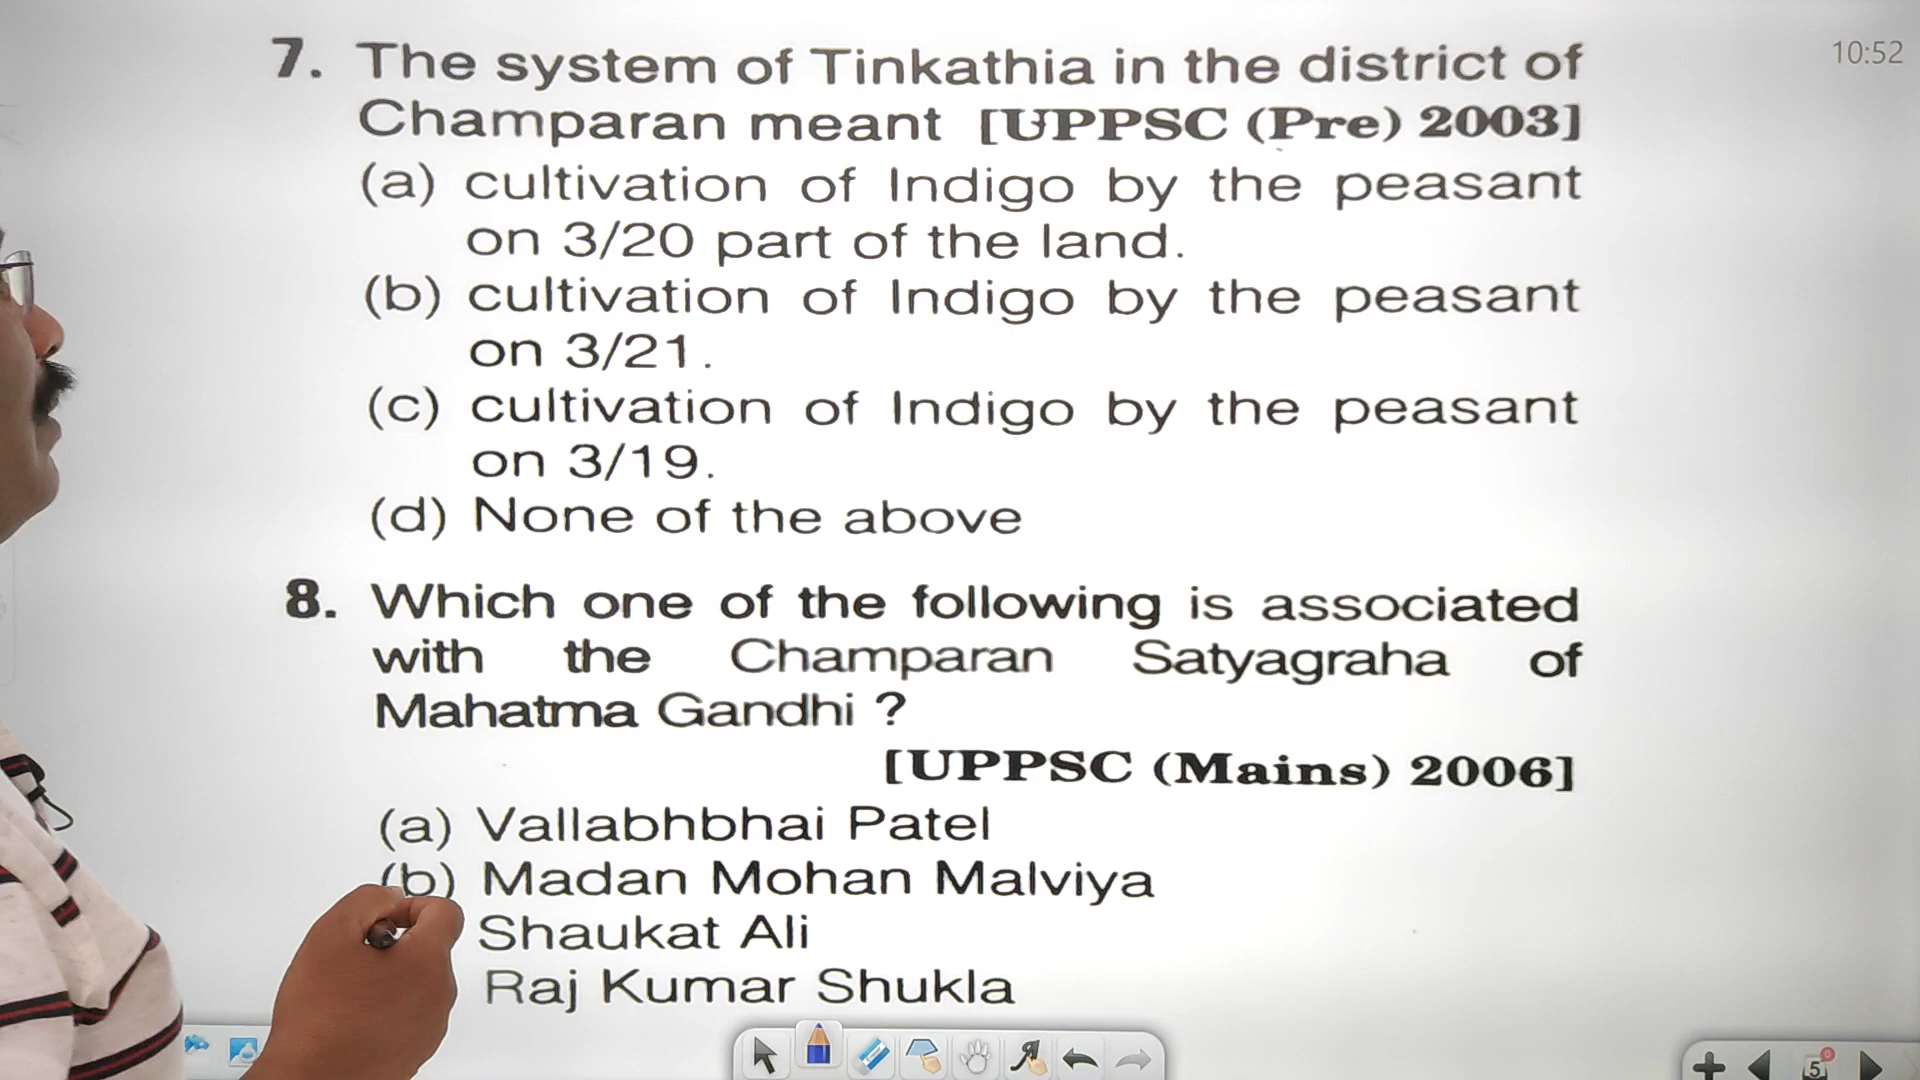 10:52
7. The system of Tinkathia in the district of
Champaran meant [UPPSC (Pre) 2003]
(a) cultivation of Indigo by the peasant
on 3/20 part of the land.
(b) cultivation of Indigo by the peasant
on 3/21.
(c) cultivation of Indigo by the peasant
on 3/19.
(d) None of the above
8. Which one of the following is associated
with the Champaran Satyagraha of
Mahatma Gandhi ?
[UPPSC (Mains) 2006]
(a) Vallabhbhai Patel
(b) Madan Mohan Malviya
Shaukat Ali
Raj Kumar Shukla
5
0